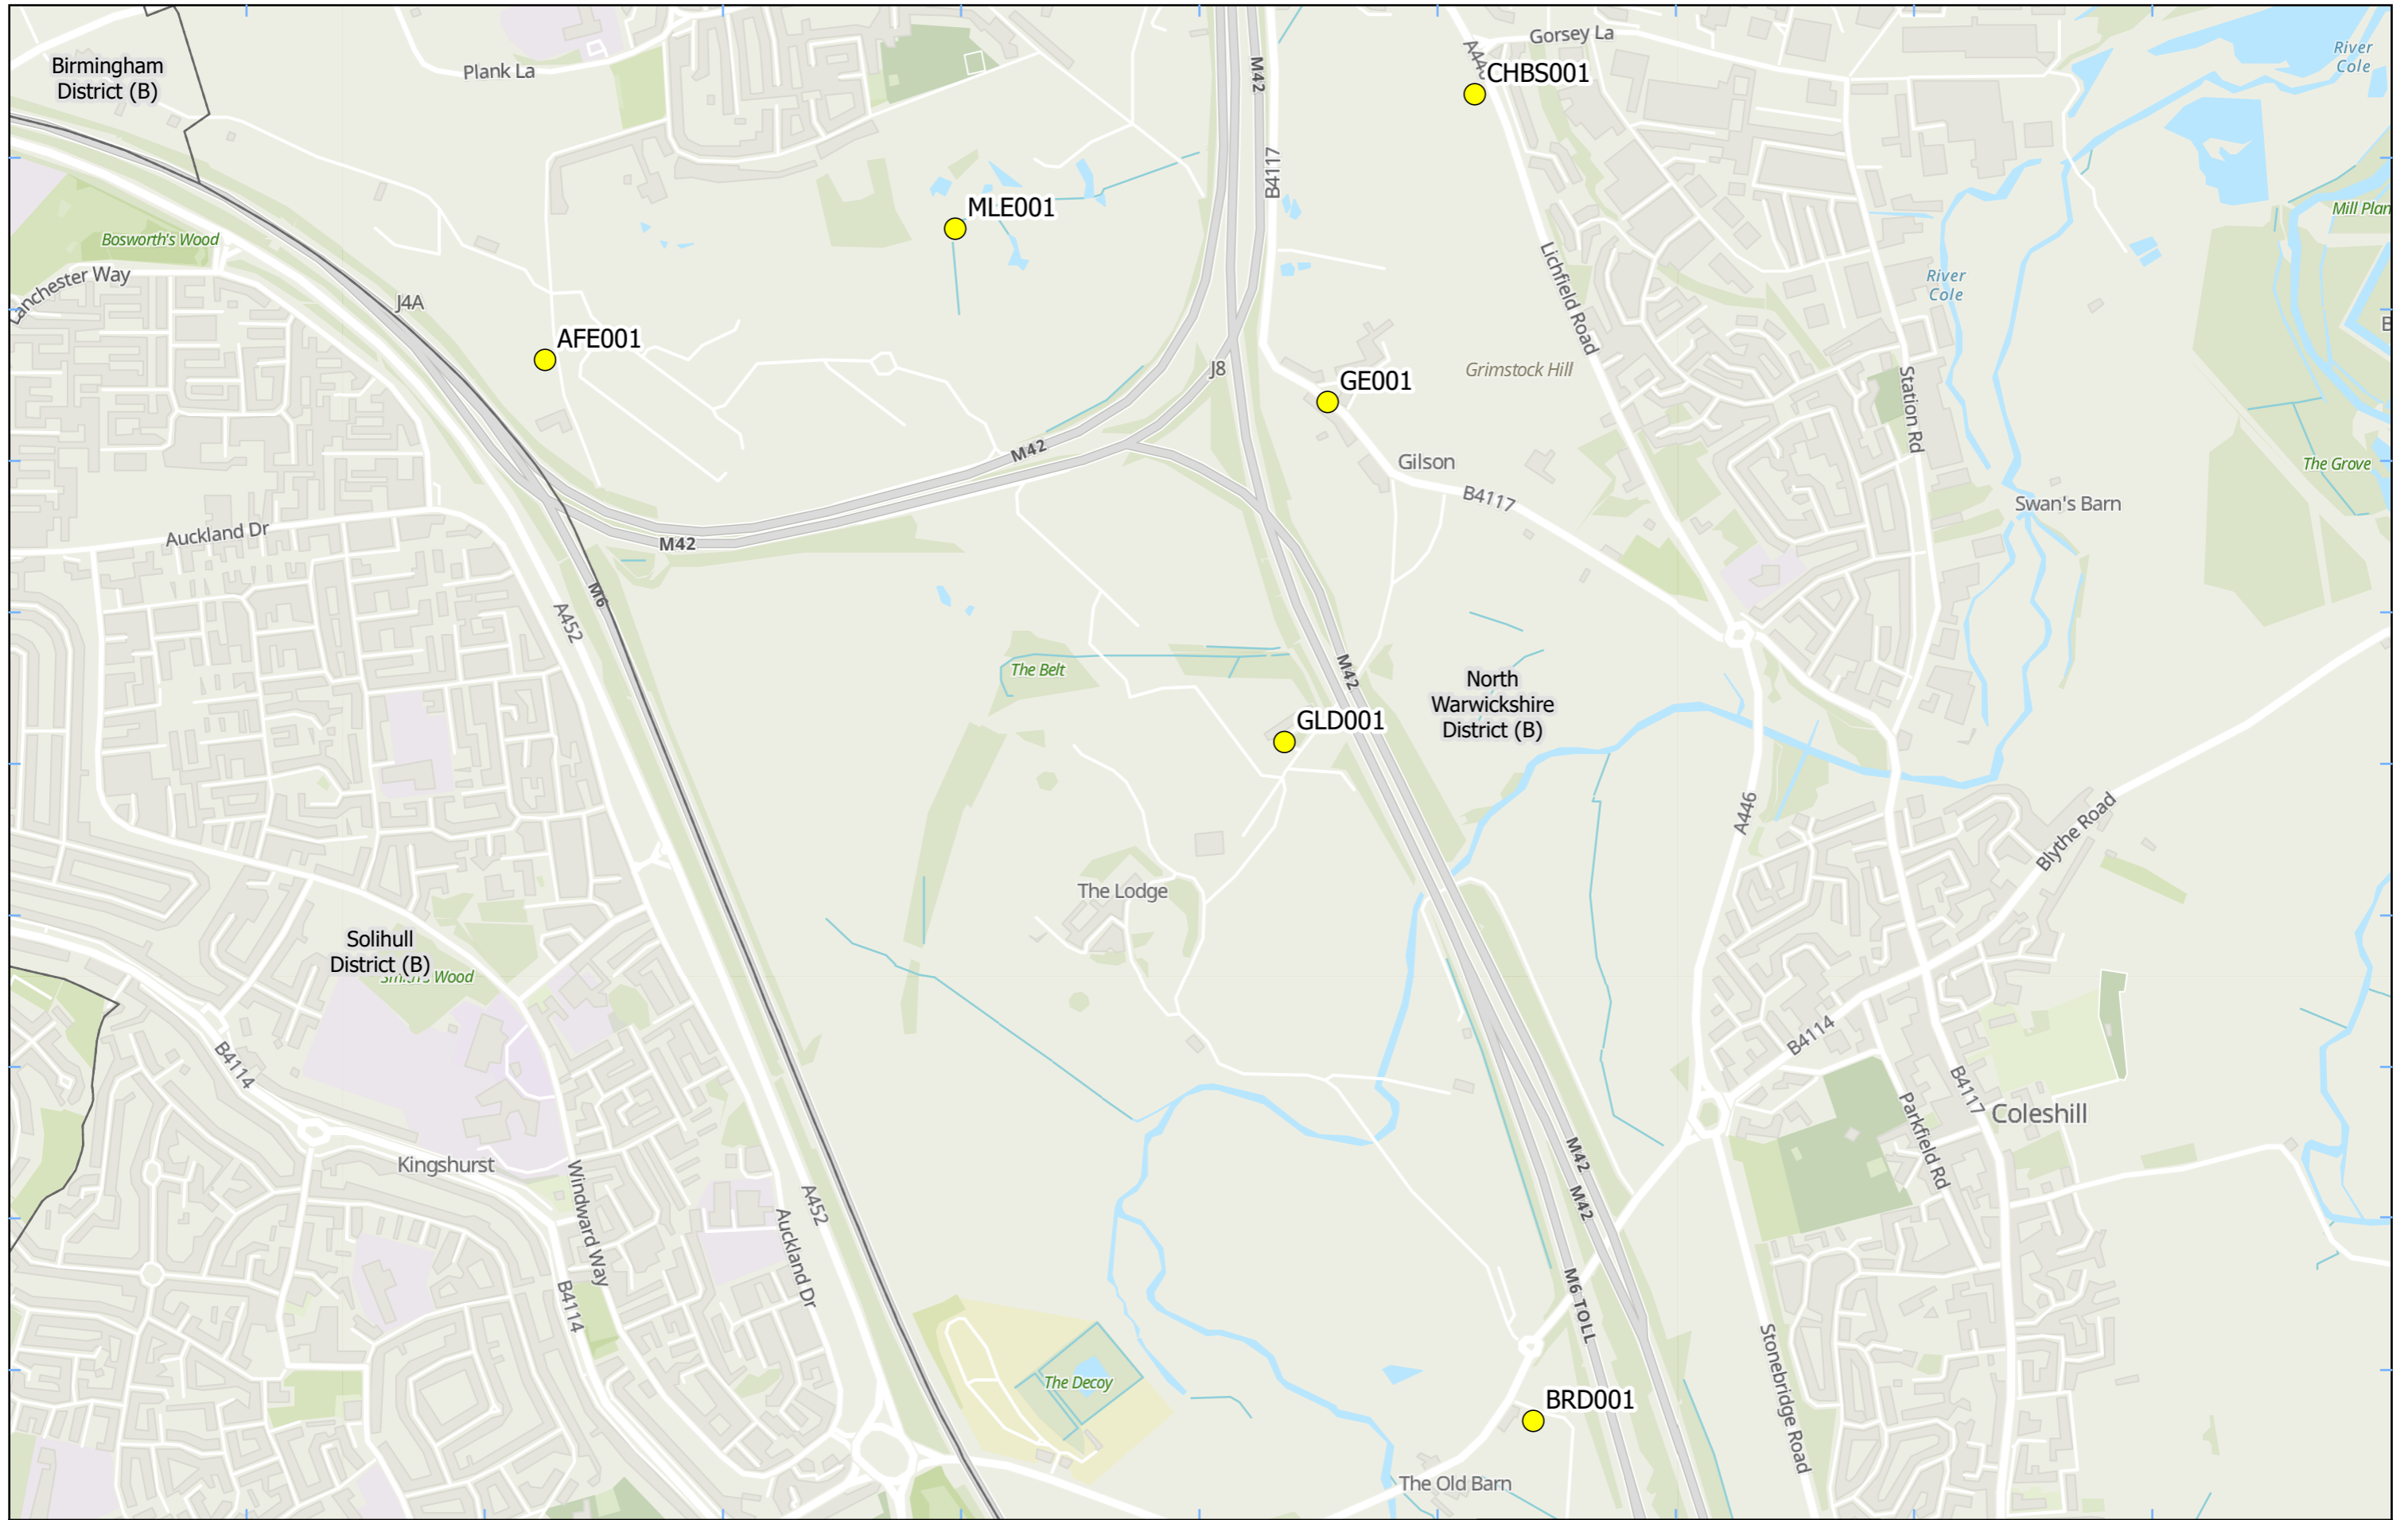 Birmingham
District (B)
Plank La
M42
A44
CHBS001
Gorsey La
River
Cole
B4117
MLE001
Mill Plan
Bosworth's Wood
Lanchester Way
J4A
River
Cole
Lichfield Road
AFE001
J8
GE001
Grimstock Hill
Station Rd
M42
Gilson
B4117
The Grove
Swan's Barn
Auckland Dr
M42
M6
A452
The Belt
M42
North
Warwickshire
District (B)
GLD001
A446
Blythe Road
The Lodge
Solihull
District (B)
Smith's Wood
B4114
B4114
B4117
Coleshill
Parkfield Rd
Kingshurst
Windward Way
A452
Auckland Dr
M42
M42
B4114
M6 TOLL
Stonebridge Road
The Decoy
BRD001
The Old Barn